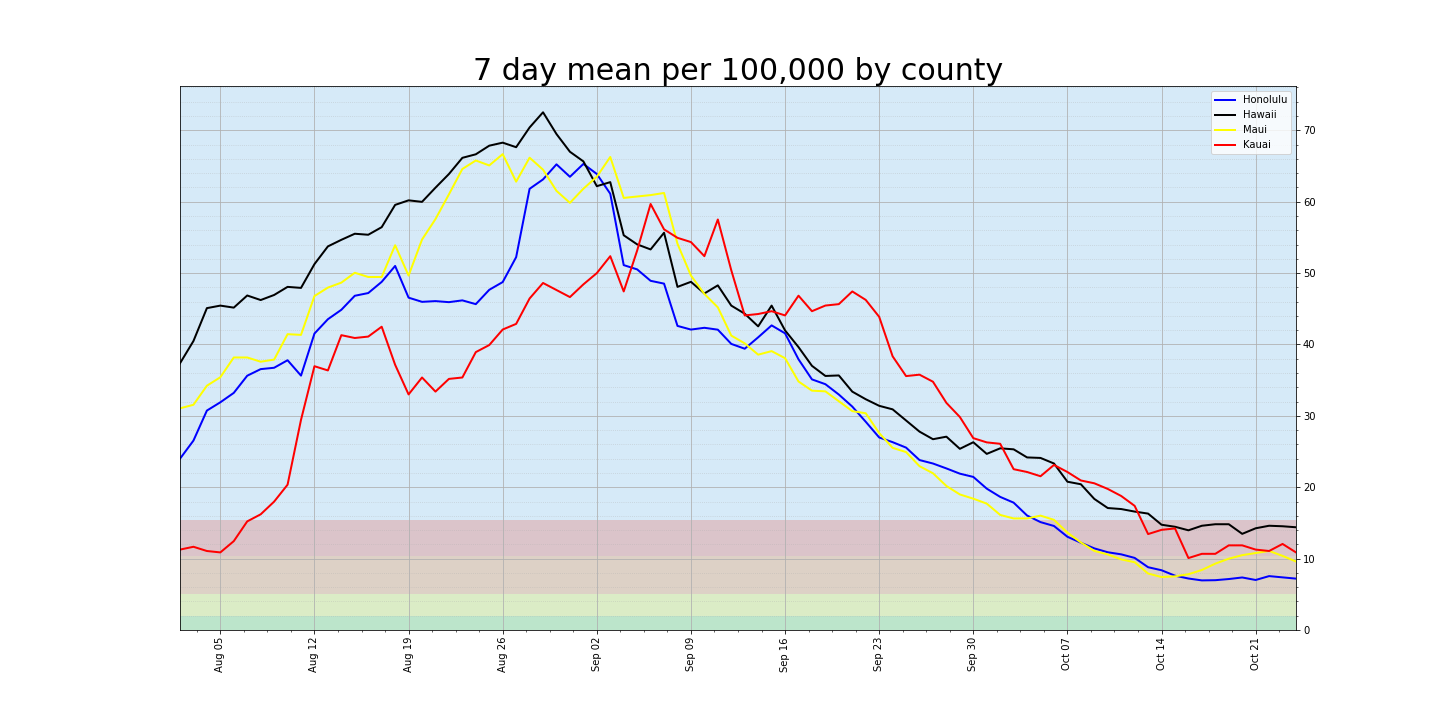 7 day mean per 100,000 by county
Honolulu
Hawaii
Maui
Kauai
70
60
50
40
30
20
10
0
Aug 05
Aug 12
Aug 19
Aug 26
Sep 02
Sep 09
Sep 16
Sep 23
Sep 30
Oct 07
Oct 14
Oct 21